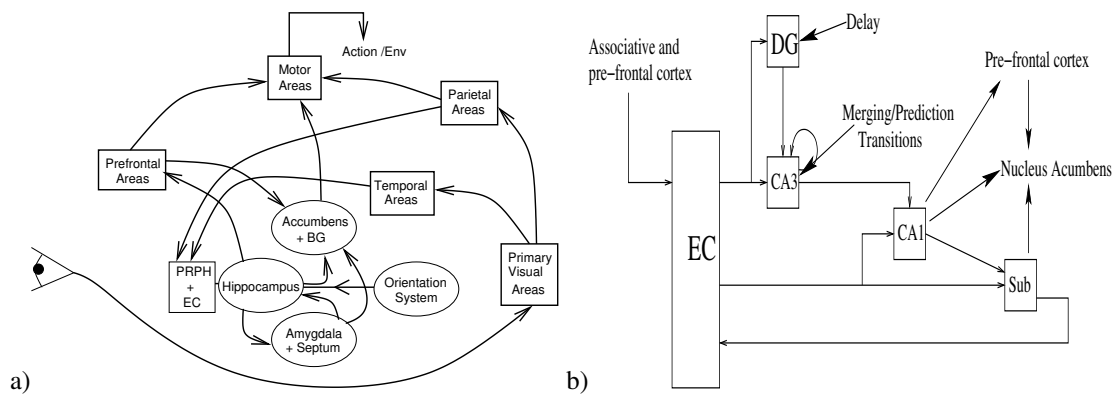 Action /Env
Motor
Areas
Parietal
Areas
Prefrontal
Areas
Temporal
Areas
Accumbens
+ BG
PRPH
+
EC
Hippocampus
Orientation
System
Primary
Visual
Areas
Amygdala
+ Septum
a)
Associative and
pre-frontal cortex
DG
Delay
Pre-frontal cortex
Merging/Prediction
Transitions
CA3
Nucleus Acumbens
EC
CA1
Sub
b)